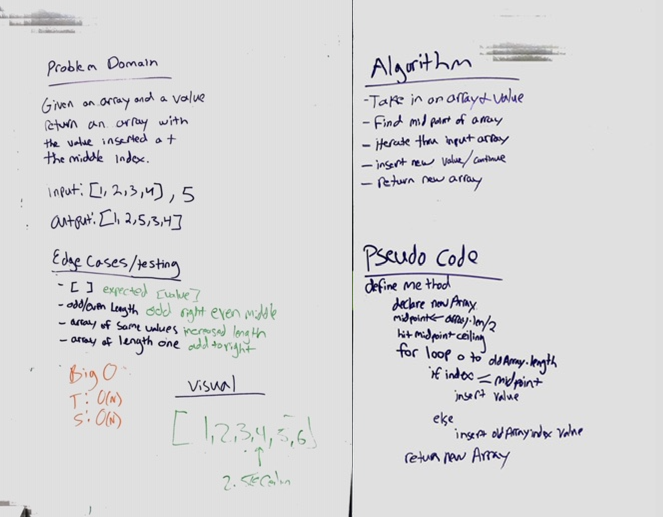 Problem Domain
Given an array and a value
return an array with
the value inserted at
the middle index.
input: [1, 2, 3, 4], 5
output: [1, 2, 5, 3, 4]
Edge Cases/testing
- [ ] expected [value]
- odd/even length odd right even middle
- array of same values increased length
- array of length one add to right
Big O
T: O(N)
S: O(N)
visual
[1, 2, 3, 4, 5, 6]
Algorithm
- Take in an array & value
- Find mid point of array
- iterate thru input array
- insert new value/continue
- return new array
Pseudo Code
define method
declare new Array
midpoint ← array.len/2
hit midpoint ceiling
for loop 0 to oldArray.length
if index = midpoint
insert value
else
insert oldArray index value
return new Array